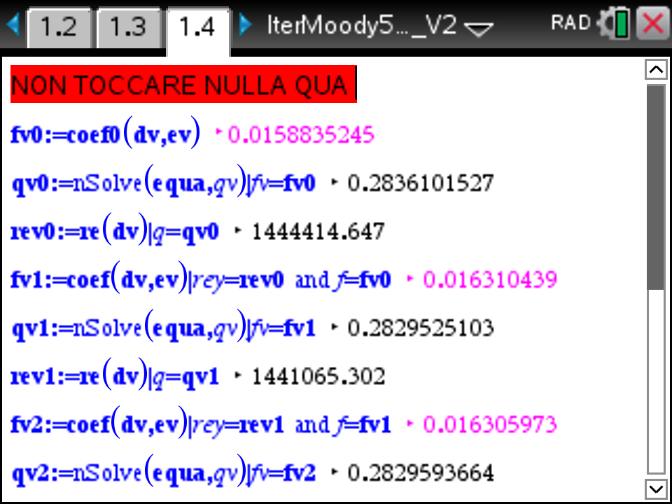 1.2 1.3 1.4 IterMoody5..._V2 RAD
NON TOCCARE NULLA QUA
fv0:=coef0(dv,ev) ▸ 0.0158835245
qv0:=nSolve(equa,qv)|fv=fv0 ▸ 0.2836101527
rev0:=re(dv)|q=qv0 ▸ 1444414.647
fv1:=coef(dv,ev)|rey=rev0 and f=fv0 ▸ 0.016310439
qv1:=nSolve(equa,qv)|fv=fv1 ▸ 0.2829525103
rev1:=re(dv)|q=qv1 ▸ 1441065.302
fv2:=coef(dv,ev)|rey=rev1 and f=fv1 ▸ 0.016305973
qv2:=nSolve(equa,qv)|fv=fv2 ▸ 0.2829593664